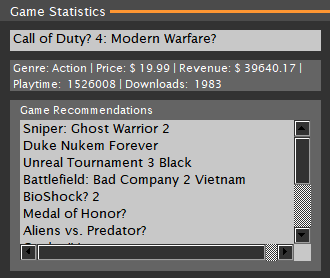 Game Statistics
Call of Duty? 4: Modern Warfare?
Genre: Action | Price: $ 19.99 | Revenue: $ 39640.17 |
Playtime: 1526008 | Downloads: 1983
Game Recommendations
Sniper: Ghost Warrior 2
Duke Nukem Forever
Unreal Tournament 3 Black
Battlefield: Bad Company 2 Vietnam
BioShock? 2
Medal of Honor?
Aliens vs. Predator?